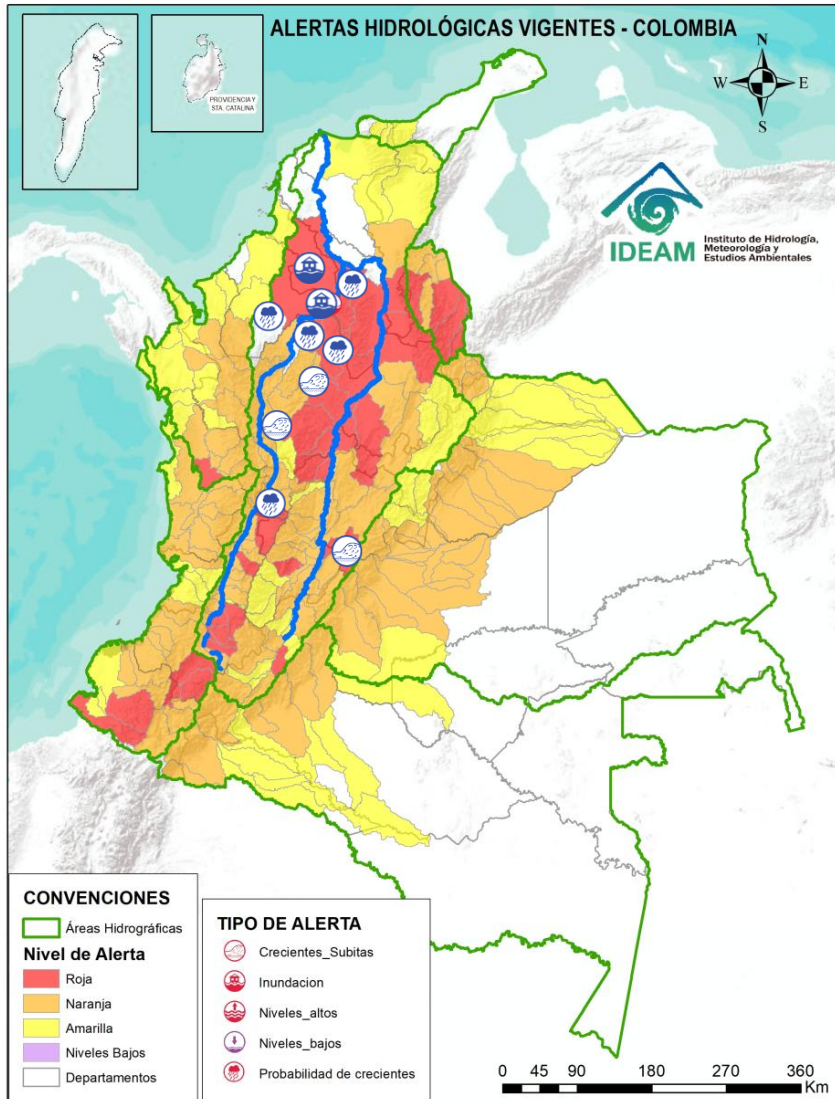 ALERTAS HIDROLÓGICAS VIGENTES - COLOMBIA
PROVIDENCIA Y
STA. CATALINA
N
W
E
S
IDEAM
Instituto de Hidrología,
Meteorología y
Estudios Ambientales
CONVENCIONES
Áreas Hidrográficas
Nivel de Alerta
Roja
Naranja
Amarilla
Niveles Bajos
Departamentos
TIPO DE ALERTA
Crecientes_Subitas
Inundacion
Niveles_altos
Niveles_bajos
Probabilidad de crecientes
0 45 90 180 270 360
Km